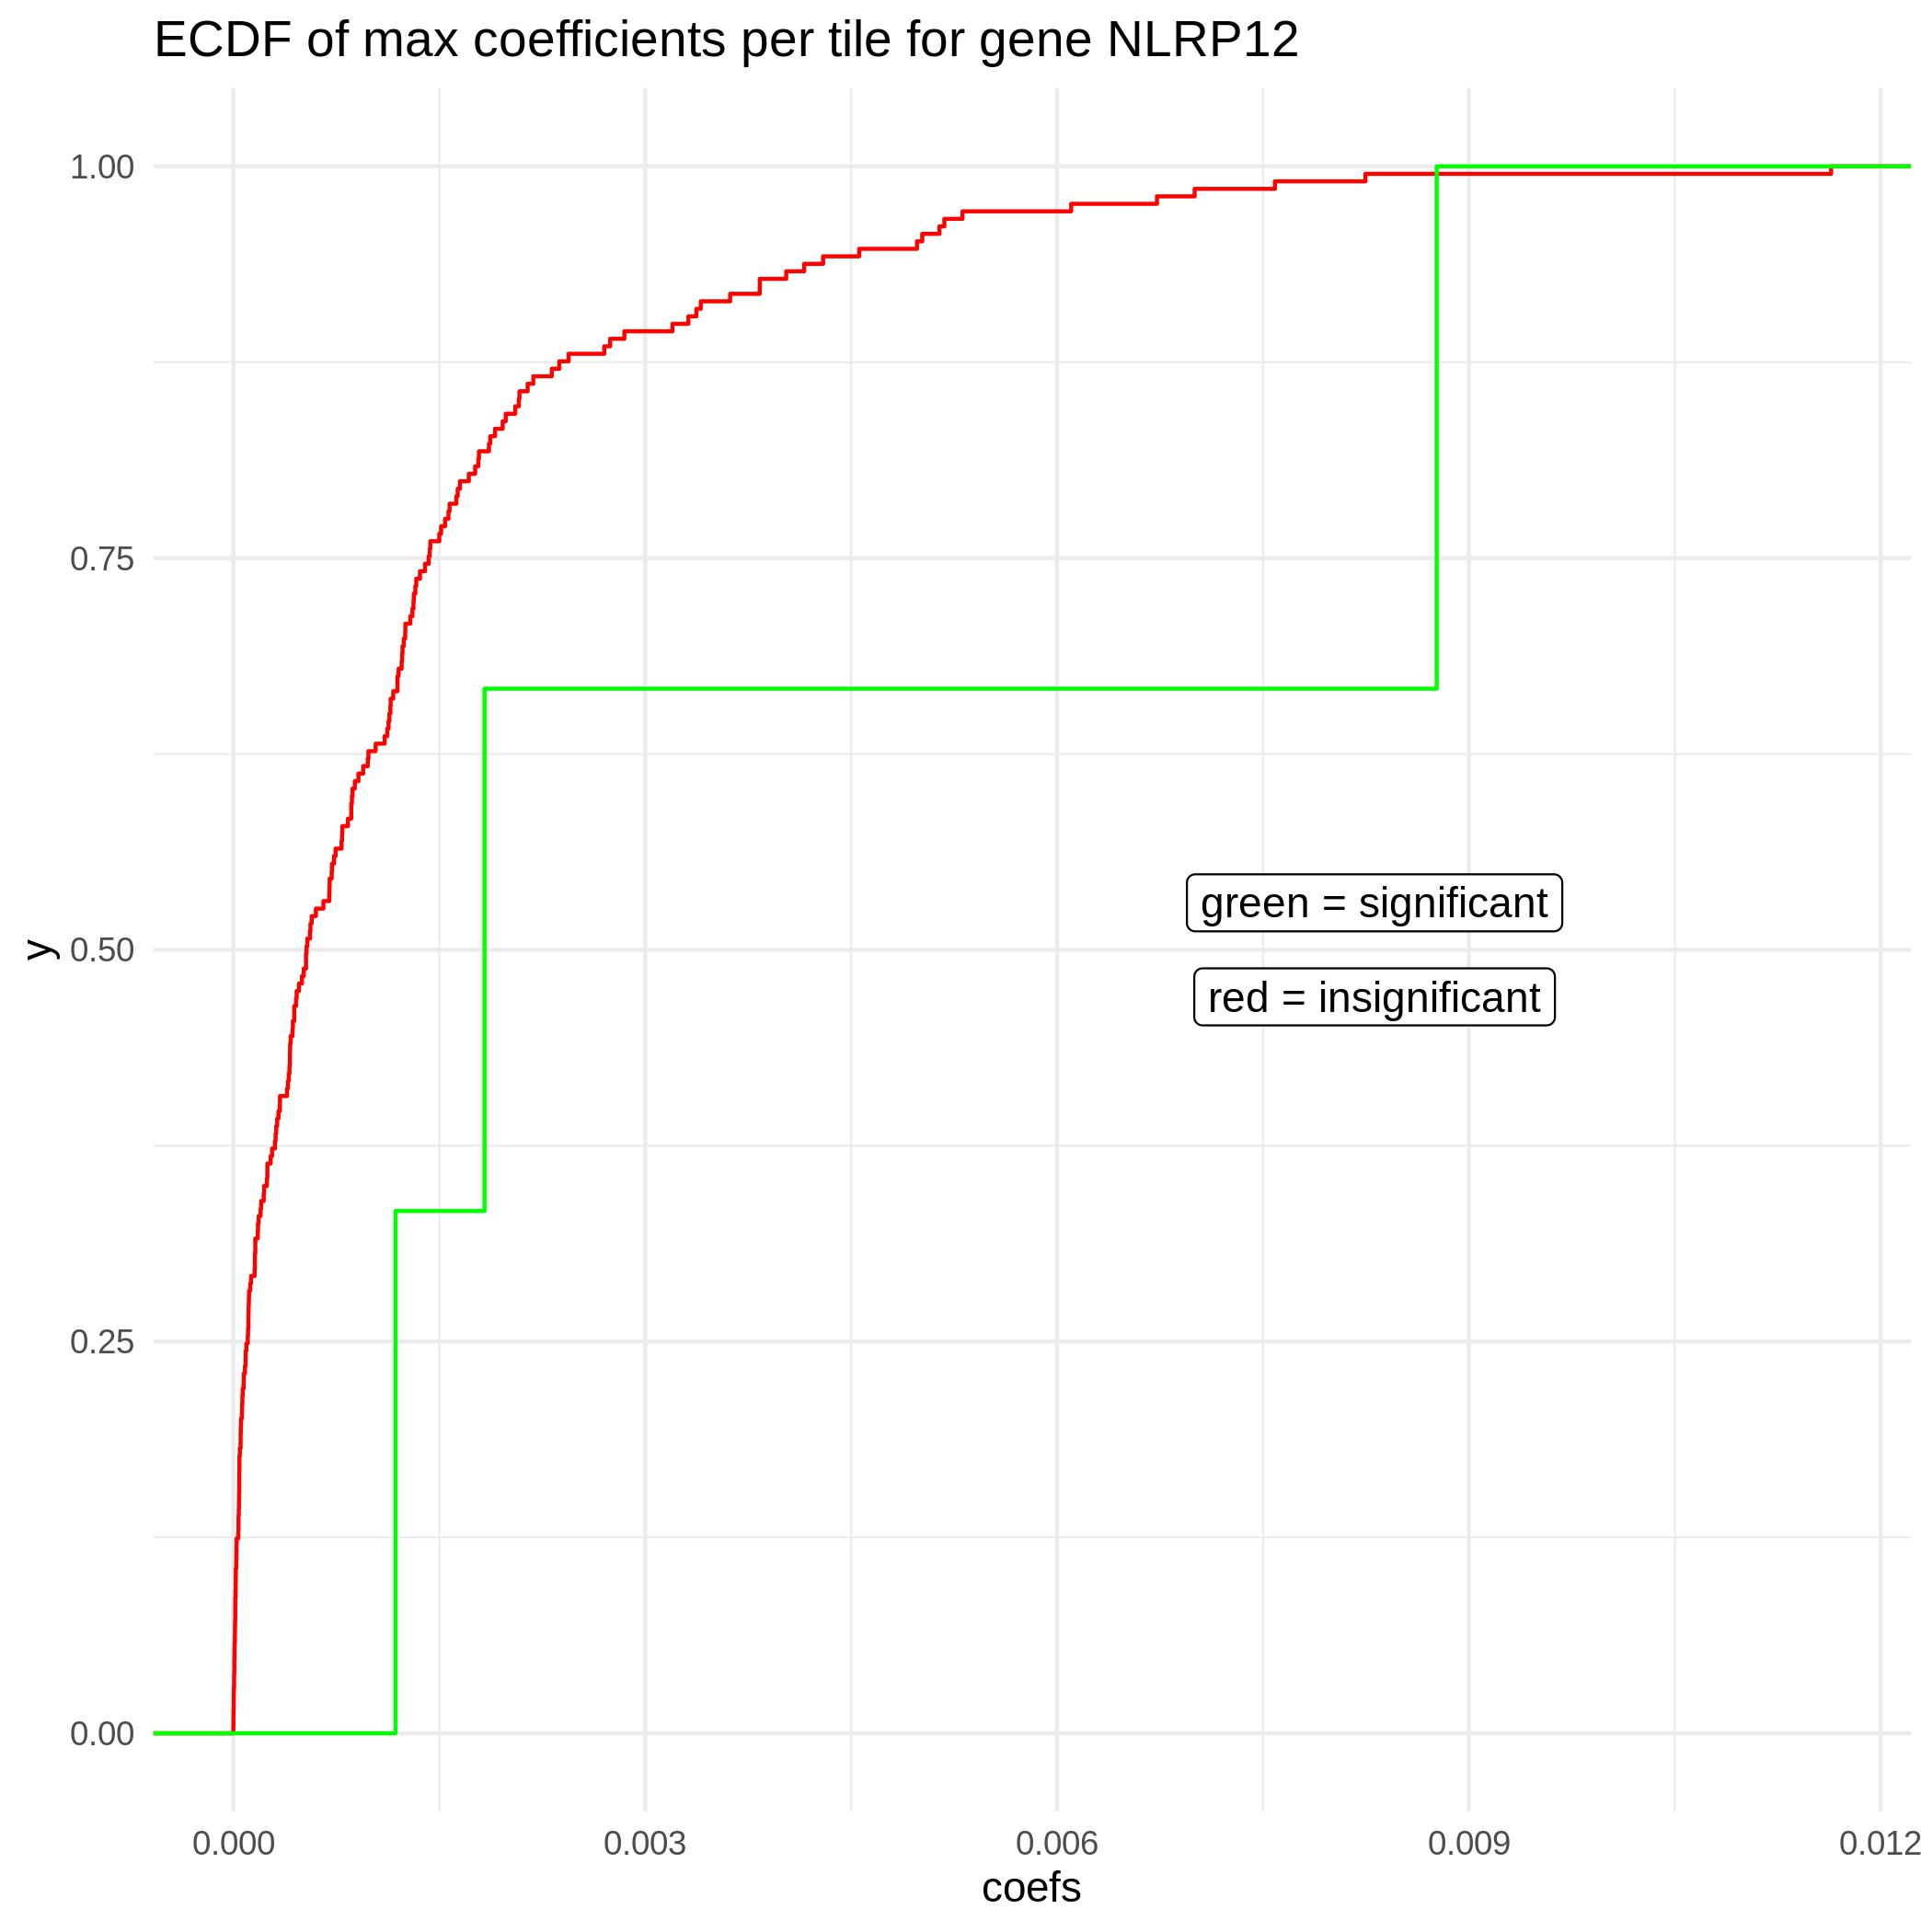 ECDF of max coefficients per tile for gene NLRP12
1.00
0.75
0.50
0.25
0.00
y
green = significant
red = insignificant
0.000 0.003 0.006 0.009 0.012
coefs